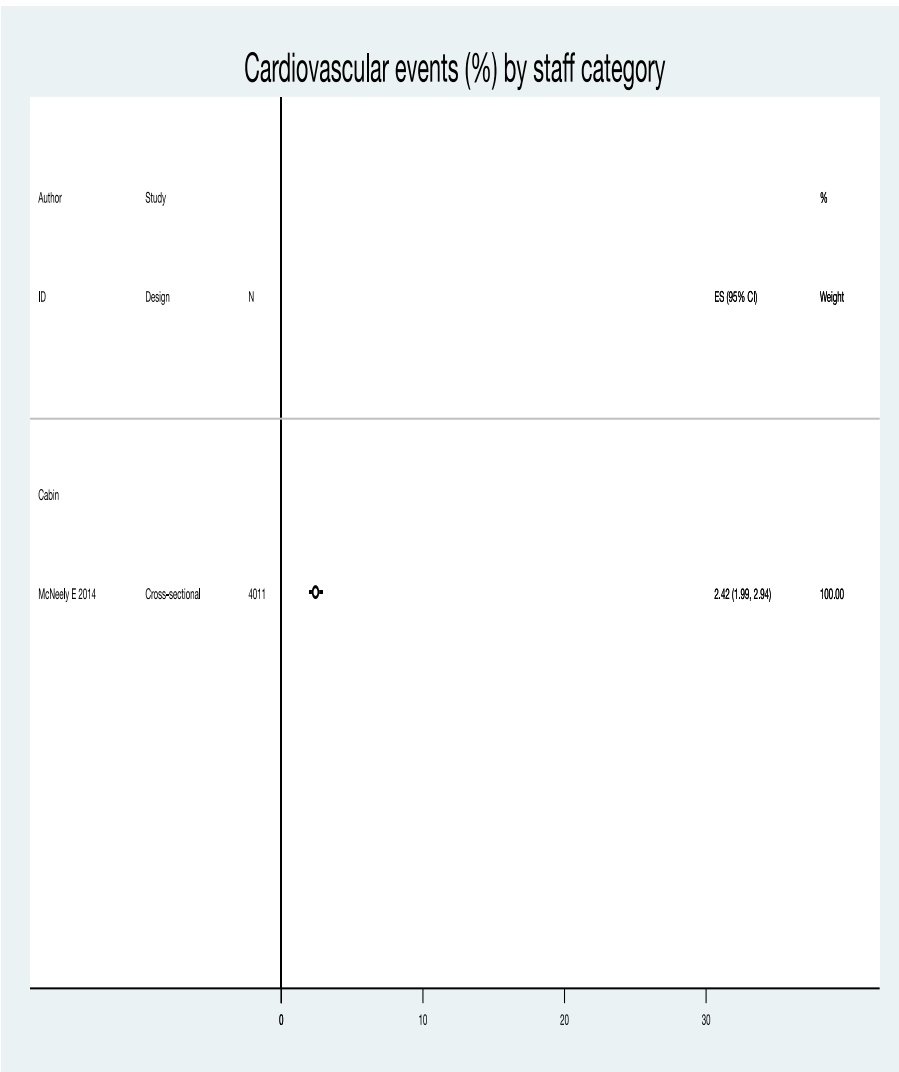 Cardiovascular events (%) by staff category
Author Study %
ID Design N ES (95% CI) Weight
Cabin
McNeely E 2014 Cross-sectional 4011 2.42 (1.99, 2.94) 100.00
0 10 20 30